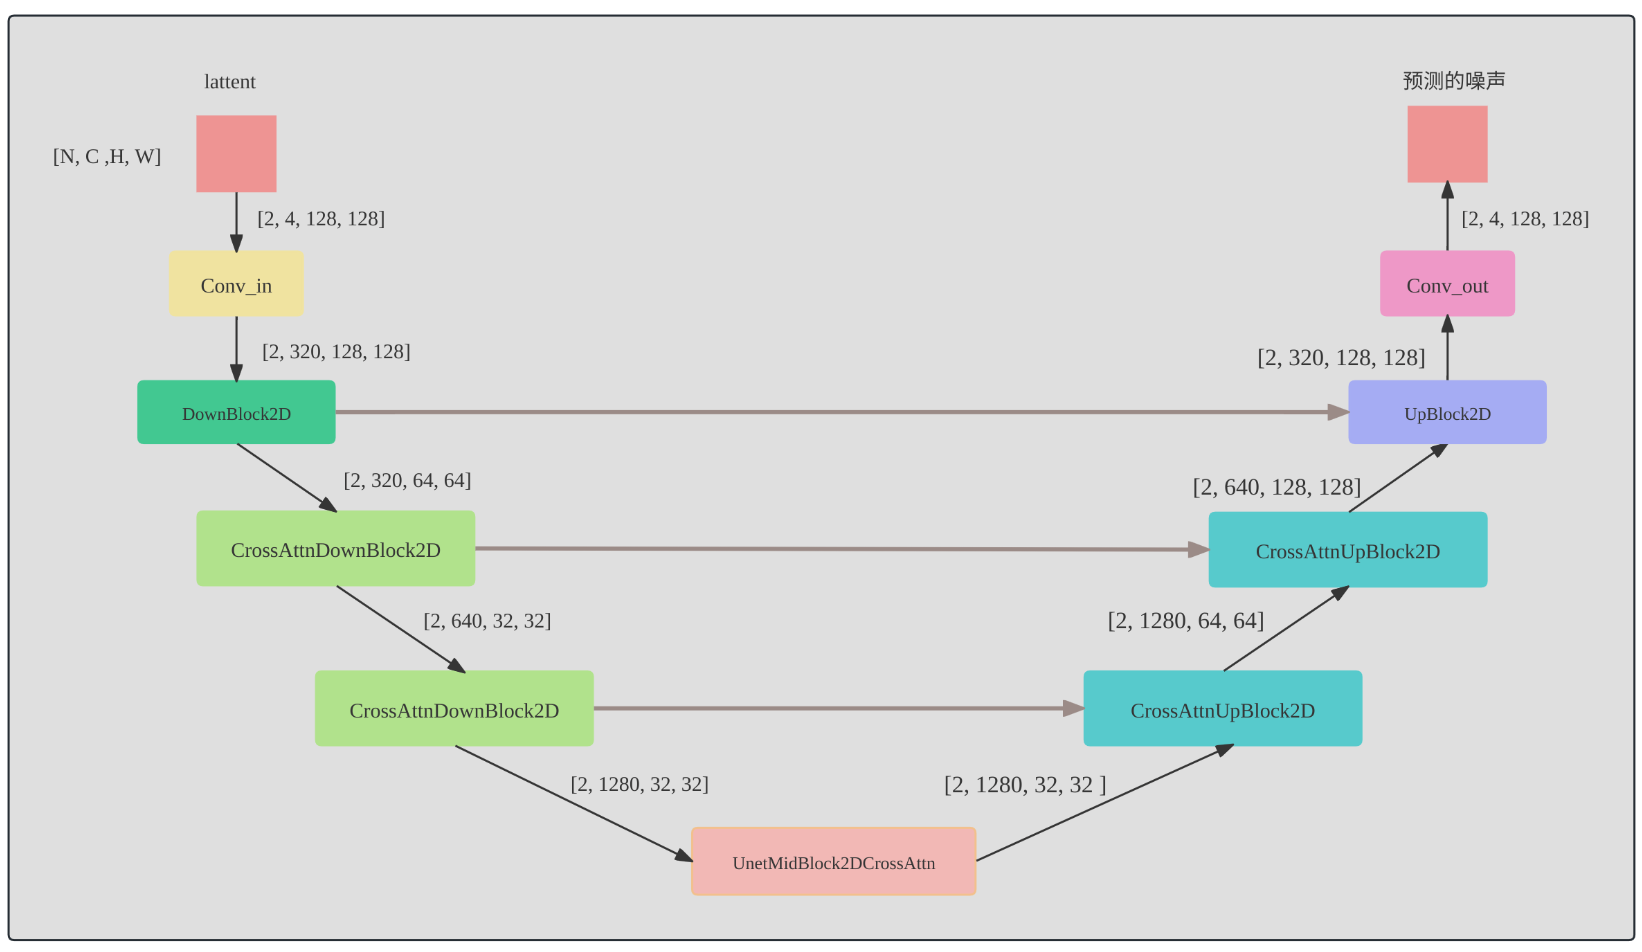 lattent
预测的噪声
[N, C ,H, W]
[2, 4, 128, 128]
[2, 4, 128, 128]
Conv_in
Conv_out
[2, 320, 128, 128]
[2, 320, 128, 128]
DownBlock2D
UpBlock2D
[2, 320, 64, 64]
[2, 640, 128, 128]
CrossAttnDownBlock2D
CrossAttnUpBlock2D
[2, 640, 32, 32]
[2, 1280, 64, 64]
CrossAttnDownBlock2D
CrossAttnUpBlock2D
[2, 1280, 32, 32]
[2, 1280, 32, 32 ]
UnetMidBlock2DCrossAttn